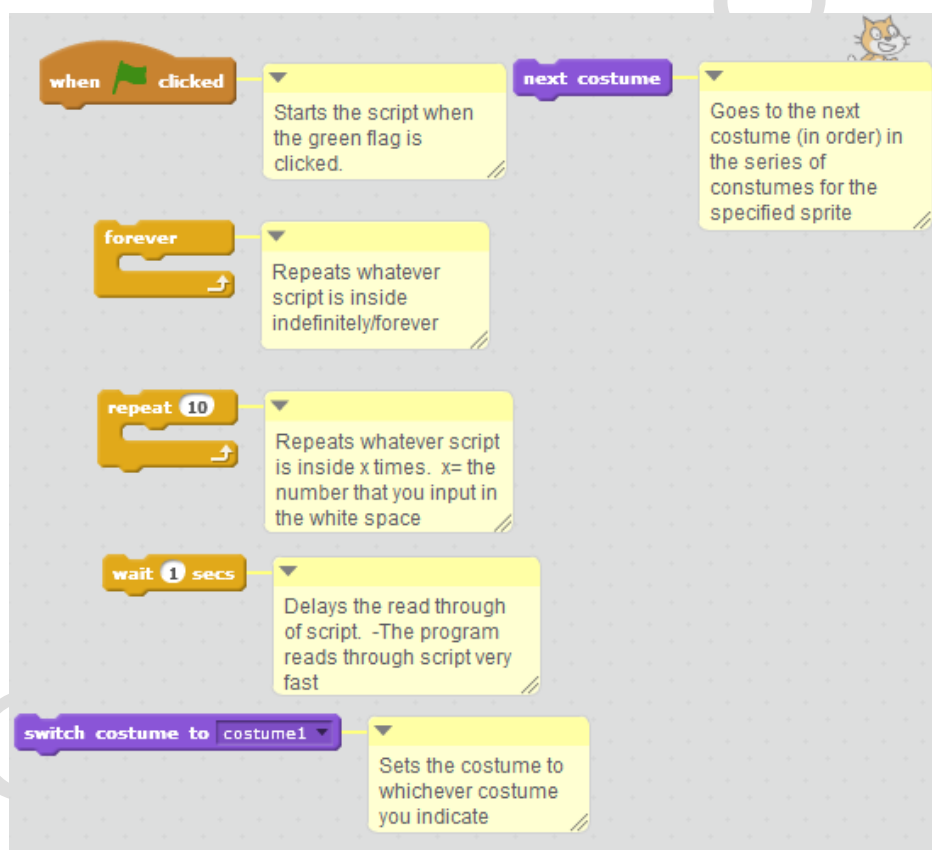 when clicked
Starts the script when
the green flag is
clicked.
next costume
Goes to the next
costume (in order) in
the series of
constumes for the
specified sprite
forever
Repeats whatever
script is inside
indefinitely/forever
repeat 10
Repeats whatever script
is inside x times. x= the
number that you input in
the white space
wait 1 secs
Delays the read through
of script. -The program
reads through script very
fast
switch costume to costume1
Sets the costume to
whichever costume
you indicate